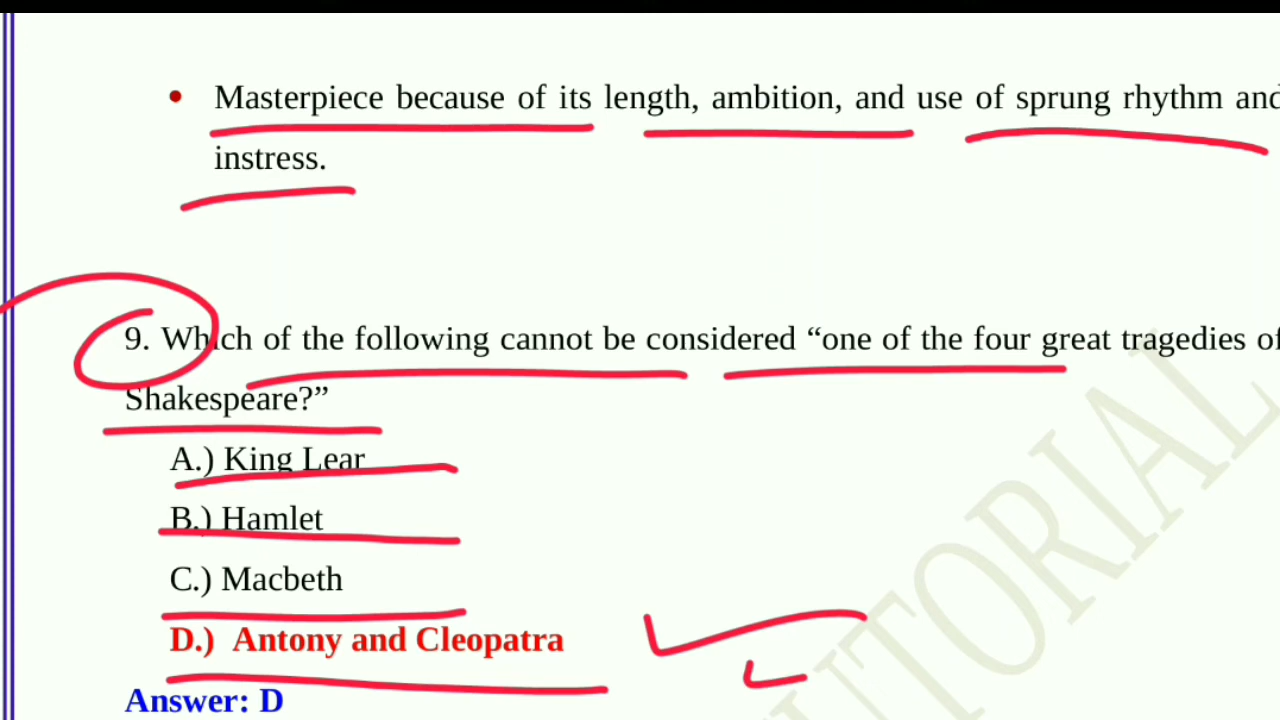 • Masterpiece because of its length, ambition, and use of sprung rhythm and
instress.
9. Which of the following cannot be considered “one of the four great tragedies of
Shakespeare?”
A.) King Lear
B.) Hamlet
C.) Macbeth
D.) Antony and Cleopatra
Answer: D
UTORIAL